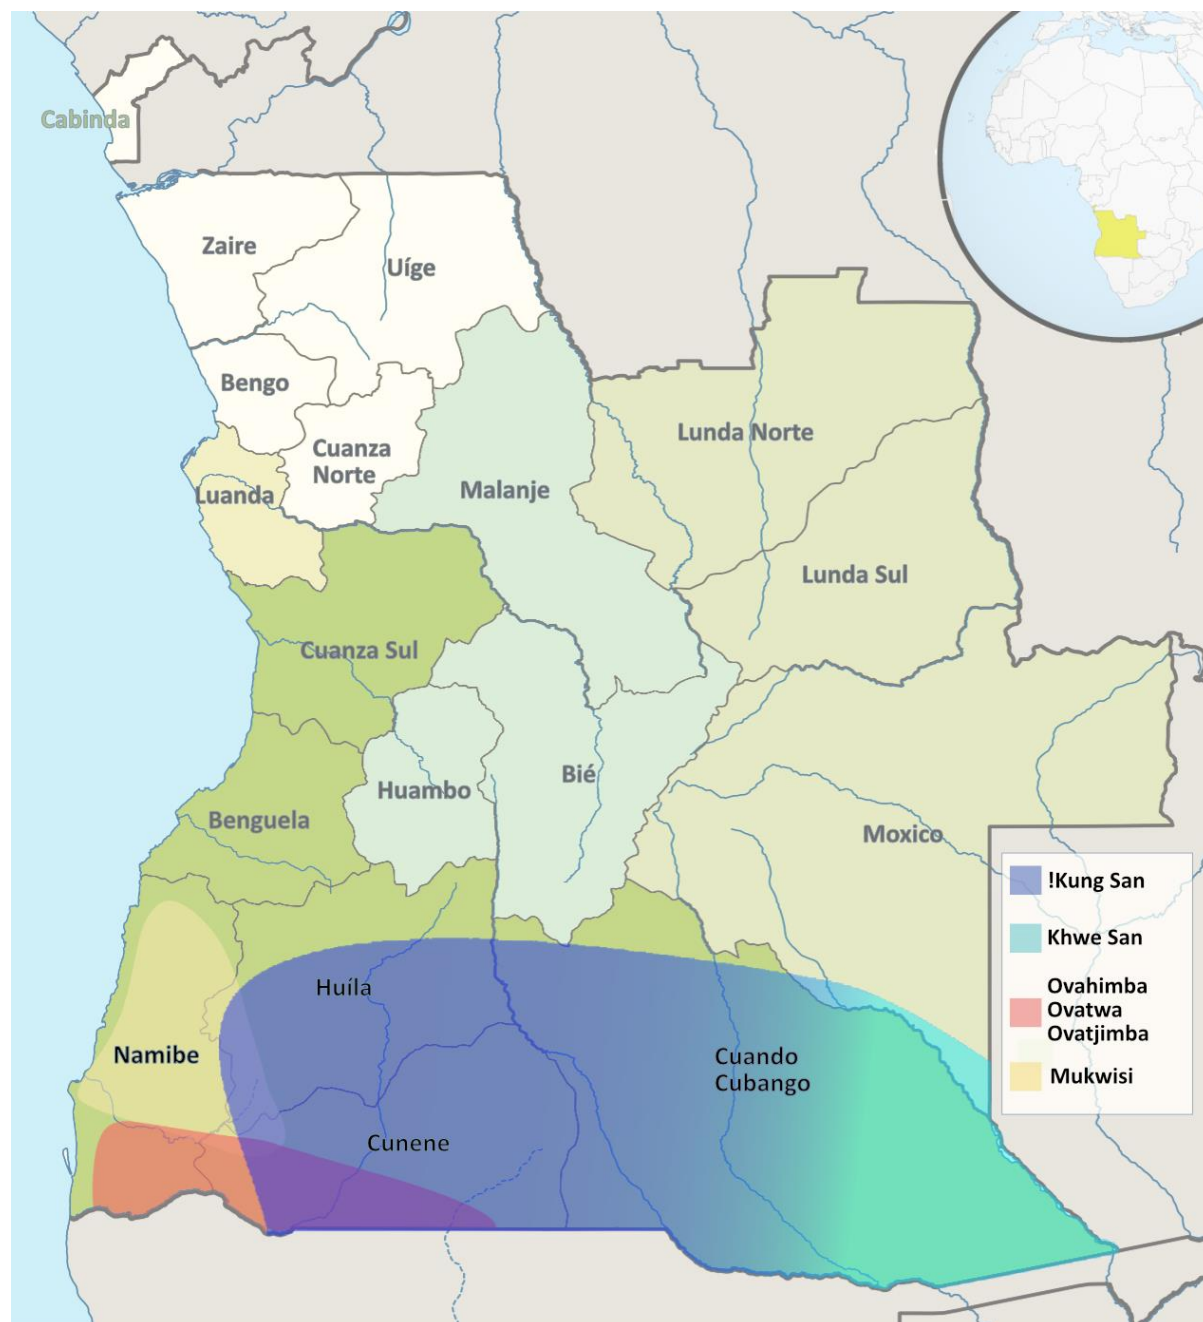 Cabinda
Zaire
Uíge
Bengo
Cuanza
Norte
Luanda
Malanje
Lunda Norte
Lunda Sul
Cuanza Sul
Huambo
Bié
Benguela
Moxico
!Kung San
Khwe San
Ovahimba
Ovatwa
Ovatjimba
Mukwisi
Huíla
Namibe
Cuando
Cubango
Cunene